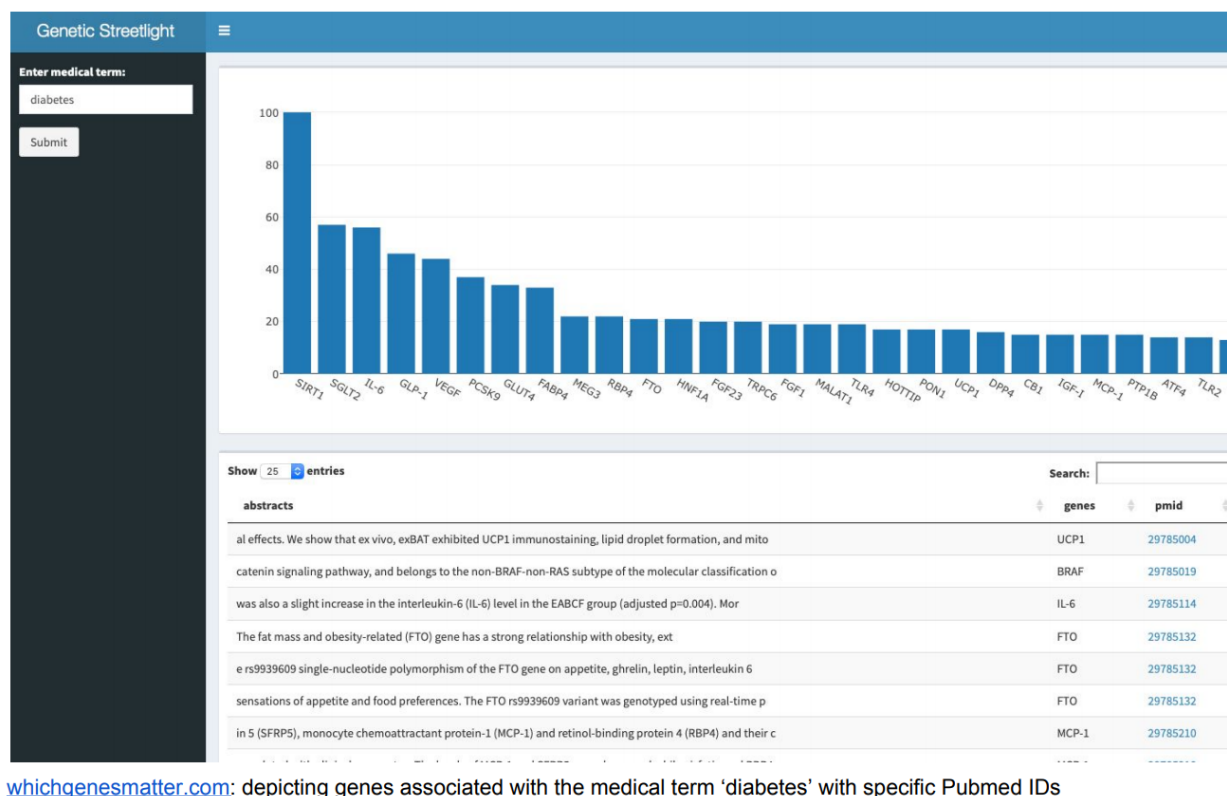 Genetic Streetlight
Enter medical term:
diabetes
Submit
100
80
60
40
20
0
SIRT1 SGLT2 IL-6 GLP-1 VEGF PCSK9 GLUT4 FABP4 MEG3 RBP4 FTO HNF1A FGF23 TRPC6 FGF1 MALAT1 TLR4 HOTTIP PON1 UCP1 DPP4 CB1 IGF-1 MCP-1 PTP1B ATF4 TLR2
Show 25 entries Search:
abstracts genes pmid
al effects. We show that ex vivo, exBAT exhibited UCP1 immunostaining, lipid droplet formation, and mito UCP1 29785004
catenin signaling pathway, and belongs to the non-BRAF-non-RAS subtype of the molecular classification o BRAF 29785019
was also a slight increase in the interleukin-6 (IL-6) level in the EABCF group (adjusted p=0.004). Mor IL-6 29785114
The fat mass and obesity-related (FTO) gene has a strong relationship with obesity, ext FTO 29785132
e rs9939609 single-nucleotide polymorphism of the FTO gene on appetite, ghrelin, leptin, interleukin 6 FTO 29785132
sensations of appetite and food preferences. The FTO rs9939609 variant was genotyped using real-time p FTO 29785132
in 5 (SFRP5), monocyte chemoattractant protein-1 (MCP-1) and retinol-binding protein 4 (RBP4) and their c MCP-1 29785210
whichgenesmatter.com: depicting genes associated with the medical term ‘diabetes’ with specific Pubmed IDs